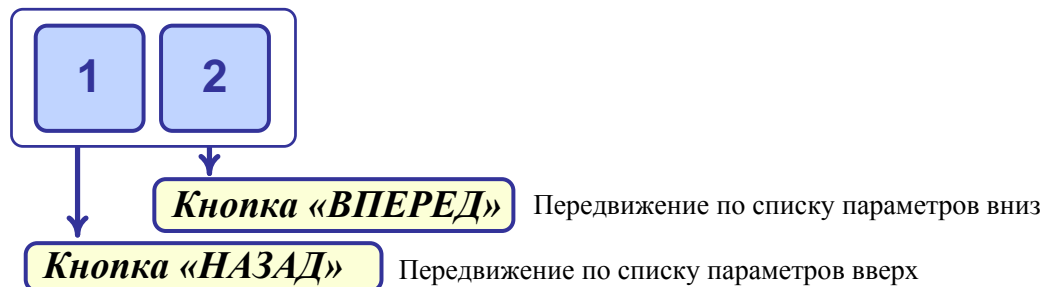 1 2
Кнопка «ВПЕРЕД» Передвижение по списку параметров вниз
Кнопка «НАЗАД» Передвижение по списку параметров вверх